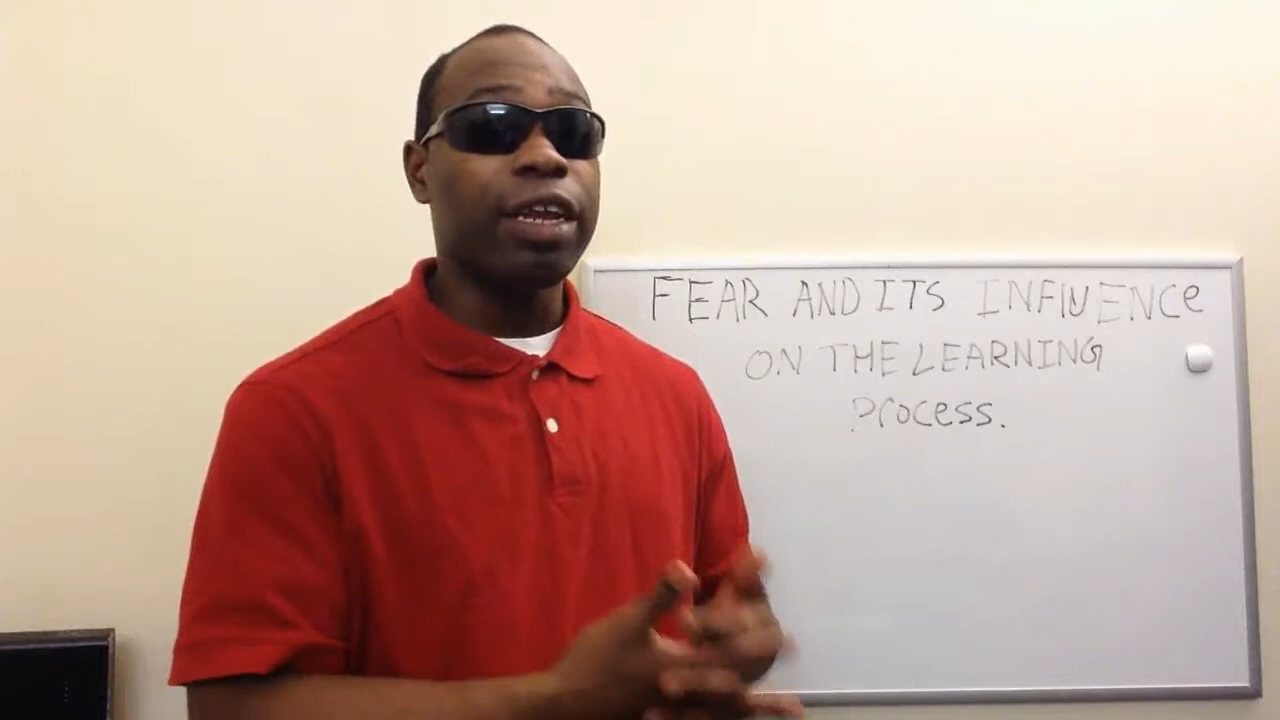 FEAR AND ITS INFLUENCe
ON THE LEARNING
Process.